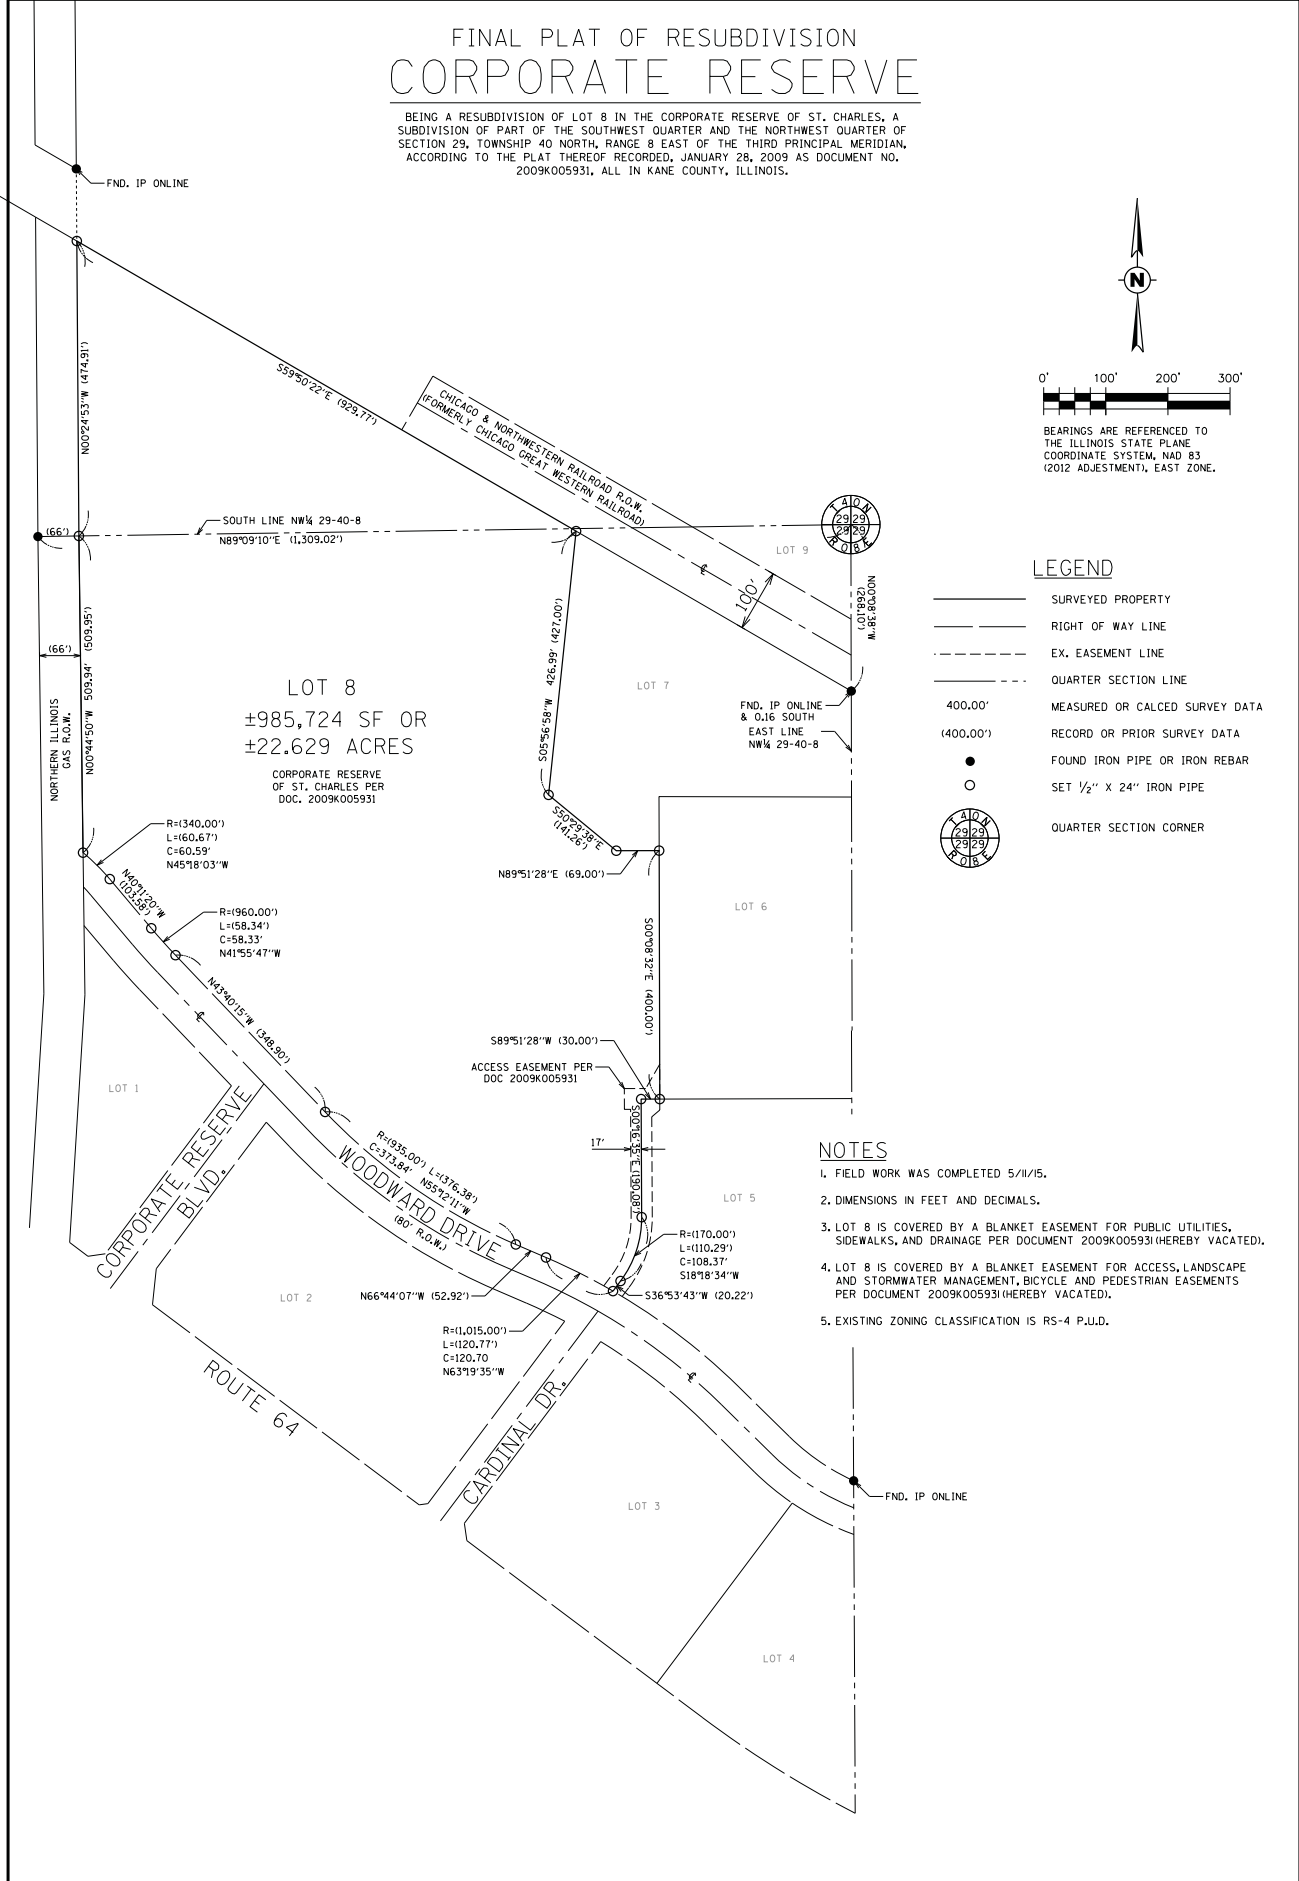 FINAL PLAT OF RESUBDIVISION
CORPORATE RESERVE
BEING A RESUBDIVISION OF LOT 8 IN THE CORPORATE RESERVE OF ST. CHARLES, A
SUBDIVISION OF PART OF THE SOUTHWEST QUARTER AND THE NORTHWEST QUARTER OF
SECTION 29, TOWNSHIP 40 NORTH, RANGE 8 EAST OF THE THIRD PRINCIPAL MERIDIAN,
ACCORDING TO THE PLAT THEREOF RECORDED, JANUARY 28, 2009 AS DOCUMENT NO.
2009K005931, ALL IN KANE COUNTY, ILLINOIS.
FND. IP ONLINE
N
0' 100' 200' 300'
BEARINGS ARE REFERENCED TO
THE ILLINOIS STATE PLANE
COORDINATE SYSTEM, NAD 83
(2012 ADJESTMENT), EAST ZONE.
N00°24'53"W (474.91')
S59°50'22"E (929.77')
CHICAGO & NORTHWESTERN RAILROAD R.O.W.
(FORMERLY CHICAGO GREAT WESTERN RAILROAD)
(66')
SOUTH LINE NW¼ 29-40-8
N89°09'10"E (1,309.02')
T 40 N
29 29
29 29
R 08 E
LOT 9
100'
N00°08'38"W
(268.10')
LEGEND
SURVEYED PROPERTY
RIGHT OF WAY LINE
EX. EASEMENT LINE
QUARTER SECTION LINE
400.00' MEASURED OR CALCED SURVEY DATA
(400.00') RECORD OR PRIOR SURVEY DATA
FOUND IRON PIPE OR IRON REBAR
SET 1/2" X 24" IRON PIPE
T 40 N
29 29
29 29
R 08 E
QUARTER SECTION CORNER
(66')
N00°44'50"W 509.94' (509.95')
NORTHERN ILLINOIS
GAS R.O.W.
LOT 8
±985,724 SF OR
±22.629 ACRES
CORPORATE RESERVE
OF ST. CHARLES PER
DOC. 2009K005931
S05°56'58"W 426.99' (427.00')
LOT 7
FND. IP ONLINE
& 0.16 SOUTH
EAST LINE
NW¼ 29-40-8
S50°29'38"E
(141.26')
N89°51'28"E (69.00')
R=(340.00')
L=(60.67')
C=60.59'
N45°18'03"W
N40°11'20"W
(103.58')
R=(960.00')
L=(58.34')
C=58.33'
N41°55'47"W
N43°40'15"W (348.90')
LOT 6
S00°08'32"E (400.00')
S89°51'28"W (30.00')
ACCESS EASEMENT PER
DOC 2009K005931
LOT 1
CORPORATE RESERVE
BLVD.
R=(935.00') L=(376.38')
C=373.84' N55°12'11"W
WOODWARD DRIVE
(80' R.O.W.)
17'
S00°16'35"E (190.08')
LOT 5
R=(170.00')
L=(110.29')
C=108.37'
S18°18'34"W
S36°53'43"W (20.22')
N66°44'07"W (52.92')
R=(1,015.00')
L=(120.77')
C=120.70
N63°19'35"W
LOT 2
ROUTE 64
CARDINAL DR.
NOTES
1. FIELD WORK WAS COMPLETED 5/11/15.
2. DIMENSIONS IN FEET AND DECIMALS.
3. LOT 8 IS COVERED BY A BLANKET EASEMENT FOR PUBLIC UTILITIES,
SIDEWALKS, AND DRAINAGE PER DOCUMENT 2009K005931 (HEREBY VACATED).
4. LOT 8 IS COVERED BY A BLANKET EASEMENT FOR ACCESS, LANDSCAPE
AND STORMWATER MANAGEMENT, BICYCLE AND PEDESTRIAN EASEMENTS
PER DOCUMENT 2009K005931 (HEREBY VACATED).
5. EXISTING ZONING CLASSIFICATION IS RS-4 P.U.D.
FND. IP ONLINE
LOT 3
LOT 4